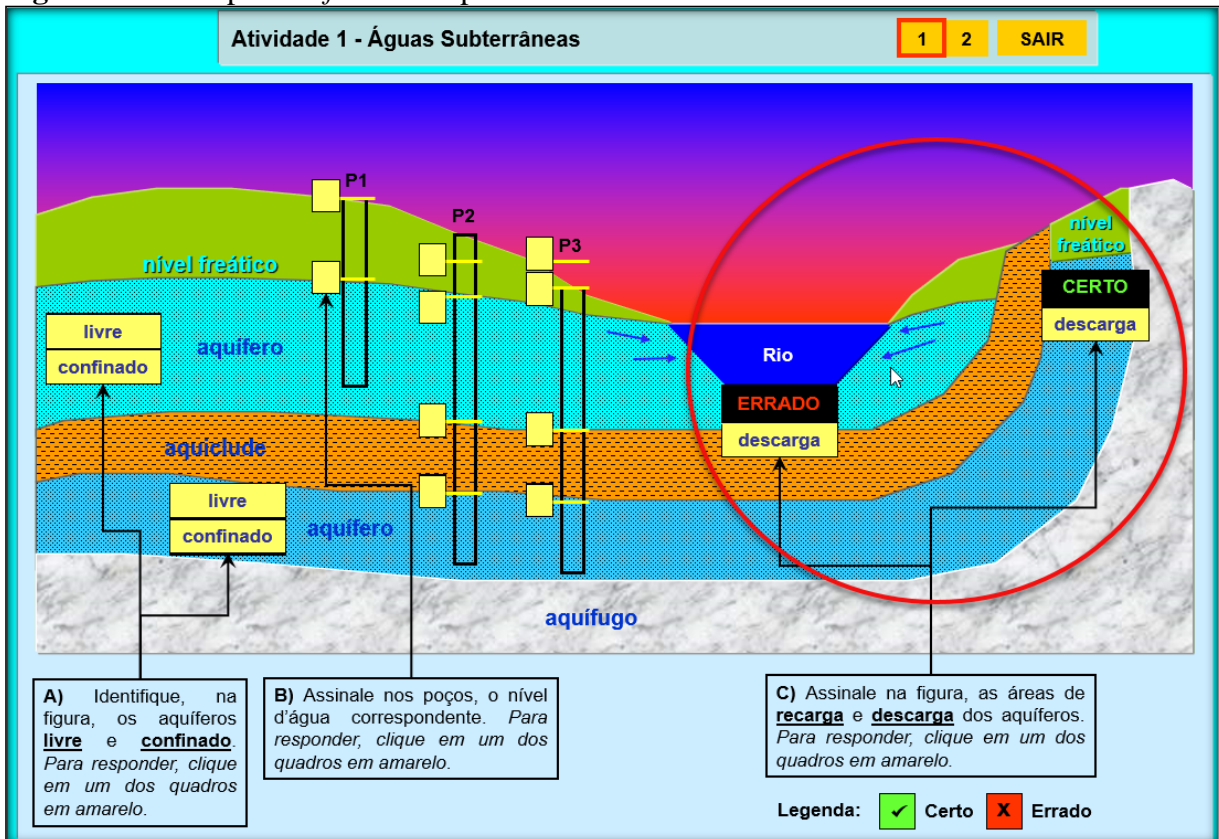 Atividade 1 - Águas Subterrâneas
1
2
SAIR
P1
P2
P3
nível freático
nível
freático
CERTO
descarga
livre
confinado
aquífero
Rio
ERRADO
descarga
aquiclude
livre
confinado
aquífero
aquífugo
A) Identifique, na
figura, os aquíferos
livre e confinado.
Para responder, clique
em um dos quadros
em amarelo.
B) Assinale nos poços, o nível
d'água correspondente. Para
responder, clique em um dos
quadros em amarelo.
C) Assinale na figura, as áreas de
recarga e descarga dos aquíferos.
Para responder, clique em um dos
quadros em amarelo.
Legenda: ✓ Certo X Errado